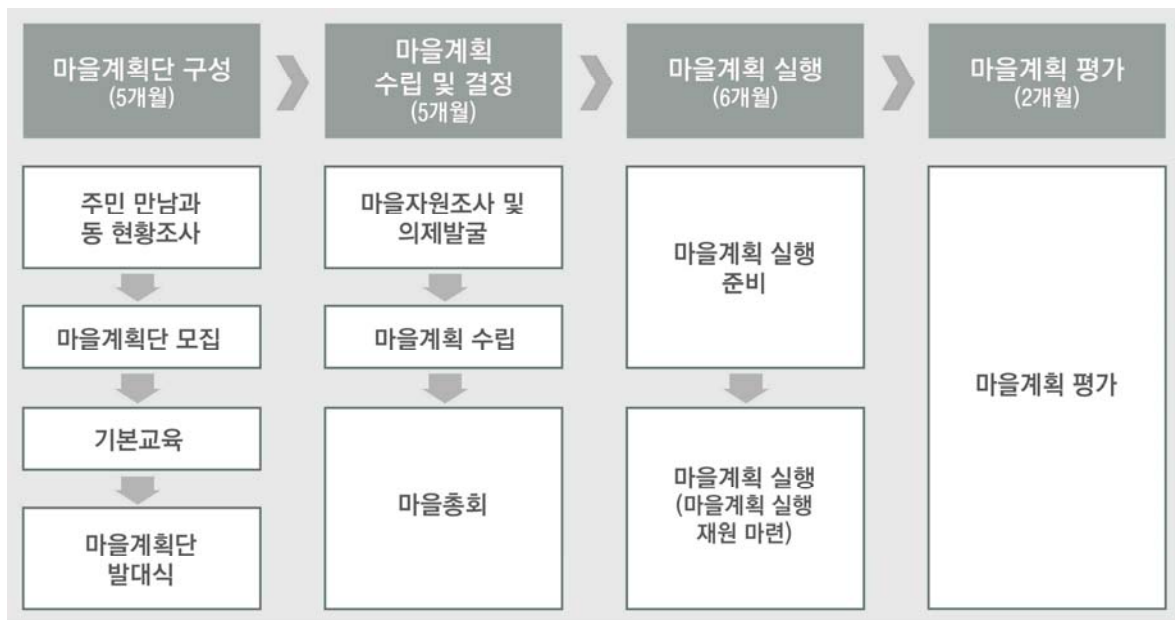 마을계획단 구성
(5개월)
마을계획
수립 및 결정
(5개월)
마을계획 실행
(6개월)
마을계획 평가
(2개월)
주민 만남과
동 현황조사
마을계획단 모집
기본교육
마을계획단
발대식
마을자원조사 및
의제발굴
마을계획 수립
마을총회
마을계획 실행
준비
마을계획 실행
(마을계획 실행
재원 마련)
마을계획 평가